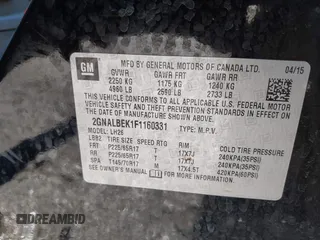 GM
MFD BY GENERAL MOTORS OF CANADA LTD.
GVWR GAWR FRT GAWR RR 04/15
2250 KG 1175 KG 1240 KG
4960 LB 2590 LB 2733 LB
THIS VEHICLE CONFORMS TO ALL APPLICABLE U.S. FEDERAL MOTOR
VEHICLE SAFETY, BUMPER, AND THEFT PREVENTION STANDARDS IN
EFFECT ON THE DATE OF MANUFACTURE SHOWN ABOVE.
2GNALBEK1F1160331 TYPE: M.P.V.
MODEL: LH26
TIRE SIZE SPEED RTG RIM COLD TIRE PRESSURE
FRT P225/65R17 T 17X7J 240KPA(35PSI)
RR P225/65R17 T 17X7J 240KPA(35PSI)
SPA T145/70R17 M 17X4.5T 420KPA(60PSI)
SEE OWNER'S MANUAL FOR MORE INFORMATION.